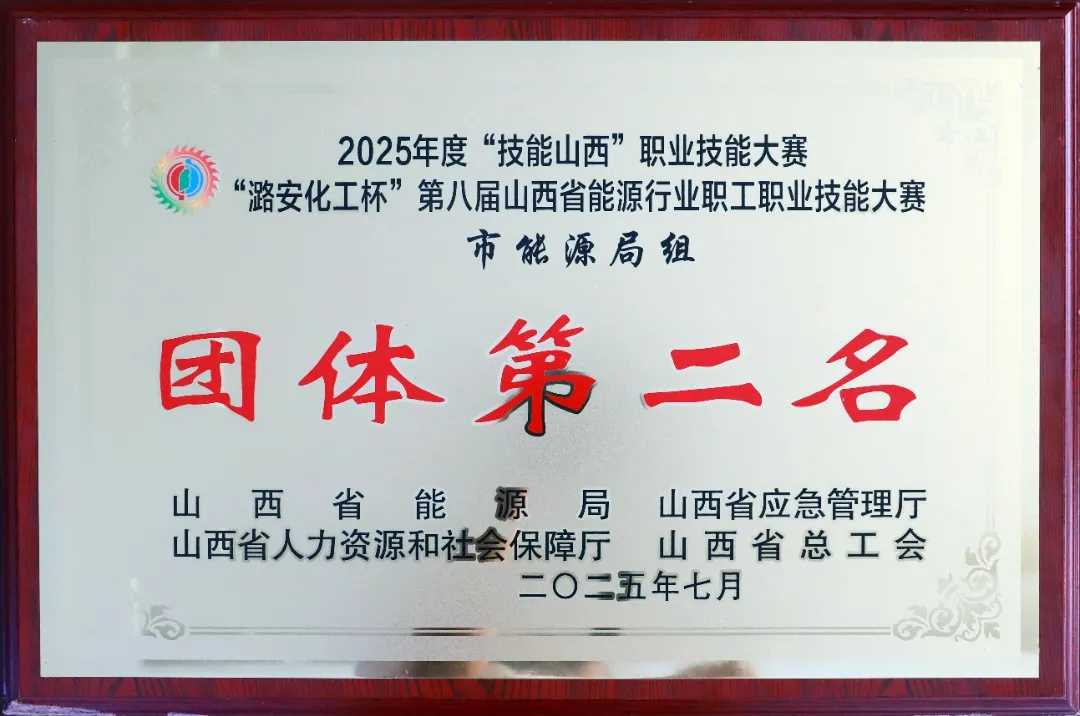 2025年度“技能山西”职业技能大赛
“潞安化工杯”第八届山西省能源行业职工职业技能大赛
市能源局组
团体第二名
山西省能源局 山西省应急管理厅
山西省人力资源和社会保障厅 山西省总工会
二〇二五年七月